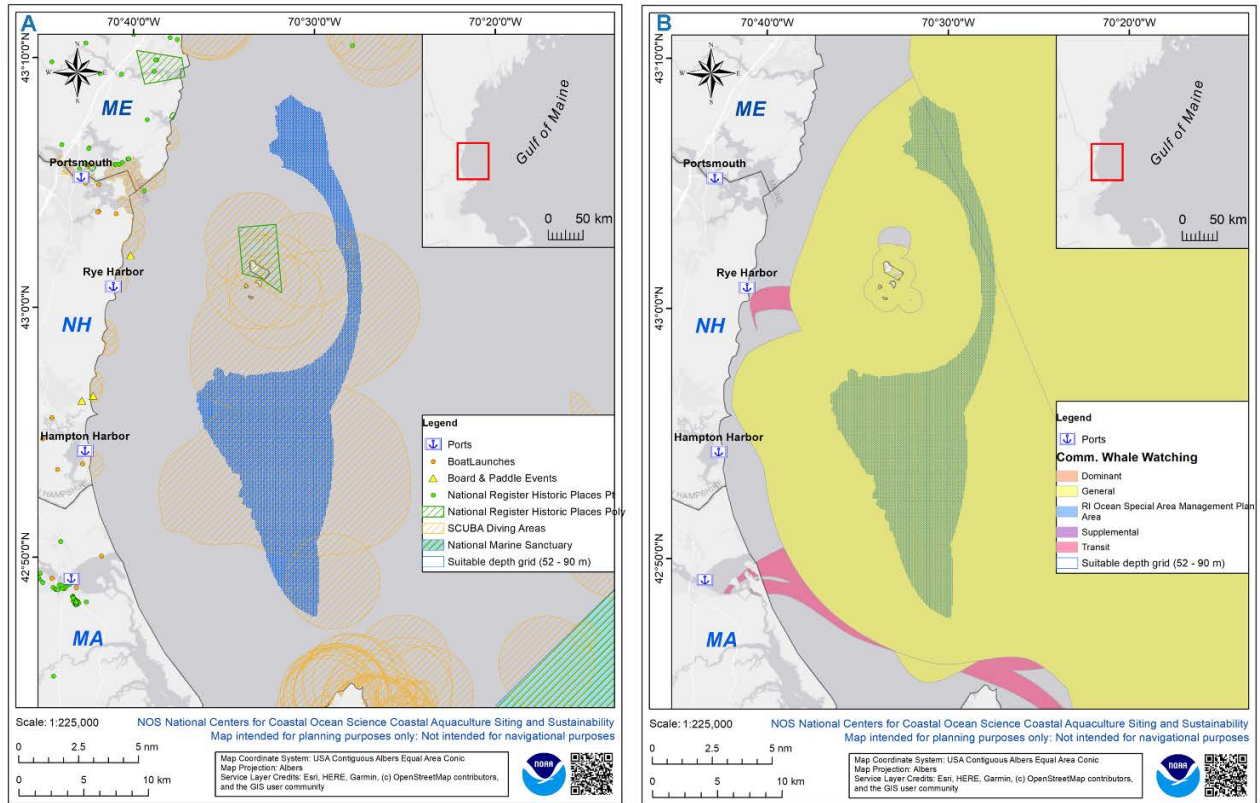 A
70°40'0"W
70°30'0"W
70°20'0"W
43°10'0"N
43°0'0"N
42°50'0"N
N
W
E
S
ME
Portsmouth
Rye Harbor
NH
Hampton Harbor
HAMPSHIRE
MA
Gulf of Maine
0 50 km
Legend
Ports
BoatLaunches
Board & Paddle Events
National Register Historic Places Pt
National Register Historic Places Poly
SCUBA Diving Areas
National Marine Sanctuary
Suitable depth grid (52 - 90 m)
Scale: 1:225,000
NOS National Centers for Coastal Ocean Science Coastal Aquaculture Siting and Sustainability
Map intended for planning purposes only: Not intended for navigational purposes
0 2.5 5 nm
0 5 10 km
Map Coordinate System: USA Contiguous Albers Equal Area Conic
Map Projection: Albers
Service Layer Credits: Esri, HERE, Garmin, (c) OpenStreetMap contributors,
and the GIS user community
NOAA
B
70°40'0"W
70°30'0"W
70°20'0"W
43°10'0"N
43°0'0"N
42°50'0"N
N
W
E
S
ME
Portsmouth
Rye Harbor
NH
Hampton Harbor
HAMPSHIRE
MA
Gulf of Maine
0 50 km
Legend
Ports
Comm. Whale Watching
Dominant
General
RI Ocean Special Area Management Plan
Area
Supplemental
Transit
Suitable depth grid (52 - 90 m)
Scale: 1:225,000
NOS National Centers for Coastal Ocean Science Coastal Aquaculture Siting and Sustainability
Map intended for planning purposes only: Not intended for navigational purposes
0 2.5 5 nm
0 5 10 km
Map Coordinate System: USA Contiguous Albers Equal Area Conic
Map Projection: Albers
Service Layer Credits: Esri, HERE, Garmin, (c) OpenStreetMap contributors,
and the GIS user community
NOAA